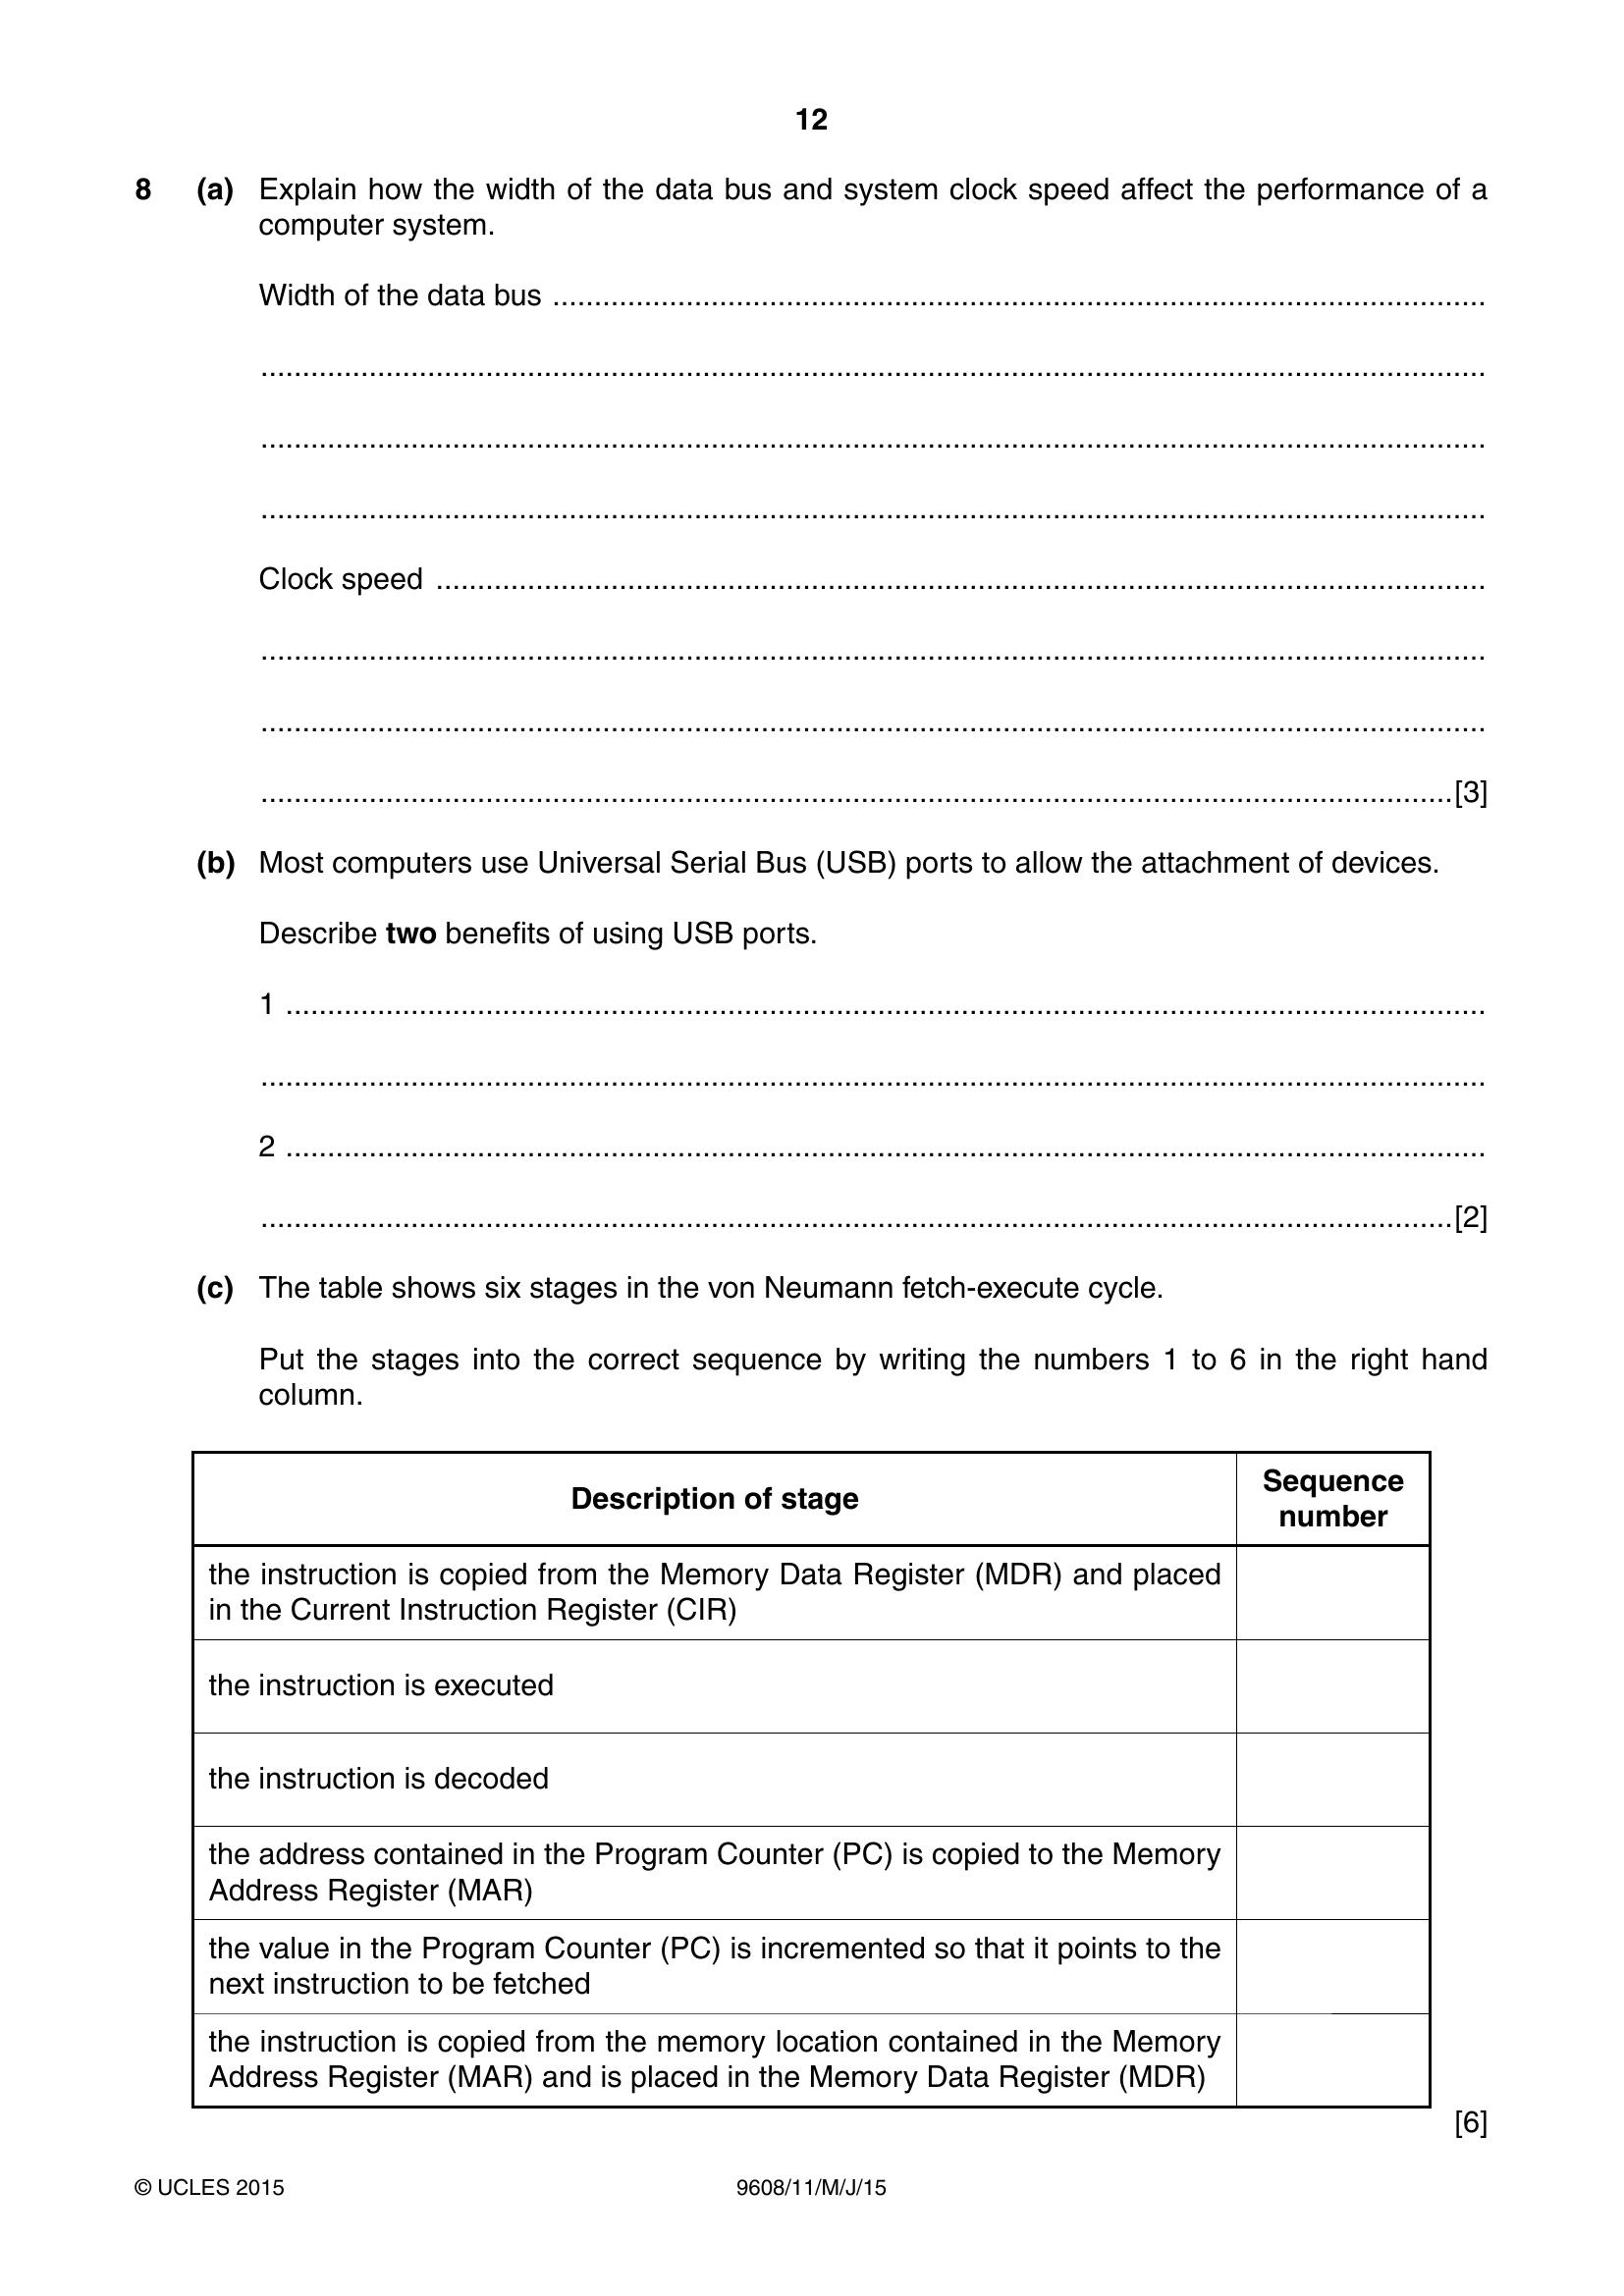 12
8 (a) Explain how the width of the data bus and system clock speed affect the performance of a
computer system.
Width of the data bus ..........................................................................................................
..........................................................................................................
..........................................................................................................
..........................................................................................................
Clock speed ..........................................................................................................
..........................................................................................................
..........................................................................................................
..........................................................................................................[3]
(b) Most computers use Universal Serial Bus (USB) ports to allow the attachment of devices.
Describe two benefits of using USB ports.
1 ..........................................................................................................
..........................................................................................................
2 ..........................................................................................................
..........................................................................................................[2]
(c) The table shows six stages in the von Neumann fetch-execute cycle.
Put the stages into the correct sequence by writing the numbers 1 to 6 in the right hand
column.
Description of stage
Sequence
number
the instruction is copied from the Memory Data Register (MDR) and placed
in the Current Instruction Register (CIR)
the instruction is executed
the instruction is decoded
the address contained in the Program Counter (PC) is copied to the Memory
Address Register (MAR)
the value in the Program Counter (PC) is incremented so that it points to the
next instruction to be fetched
the instruction is copied from the memory location contained in the Memory
Address Register (MAR) and is placed in the Memory Data Register (MDR)
[6]
© UCLES 2015 9608/11/M/J/15